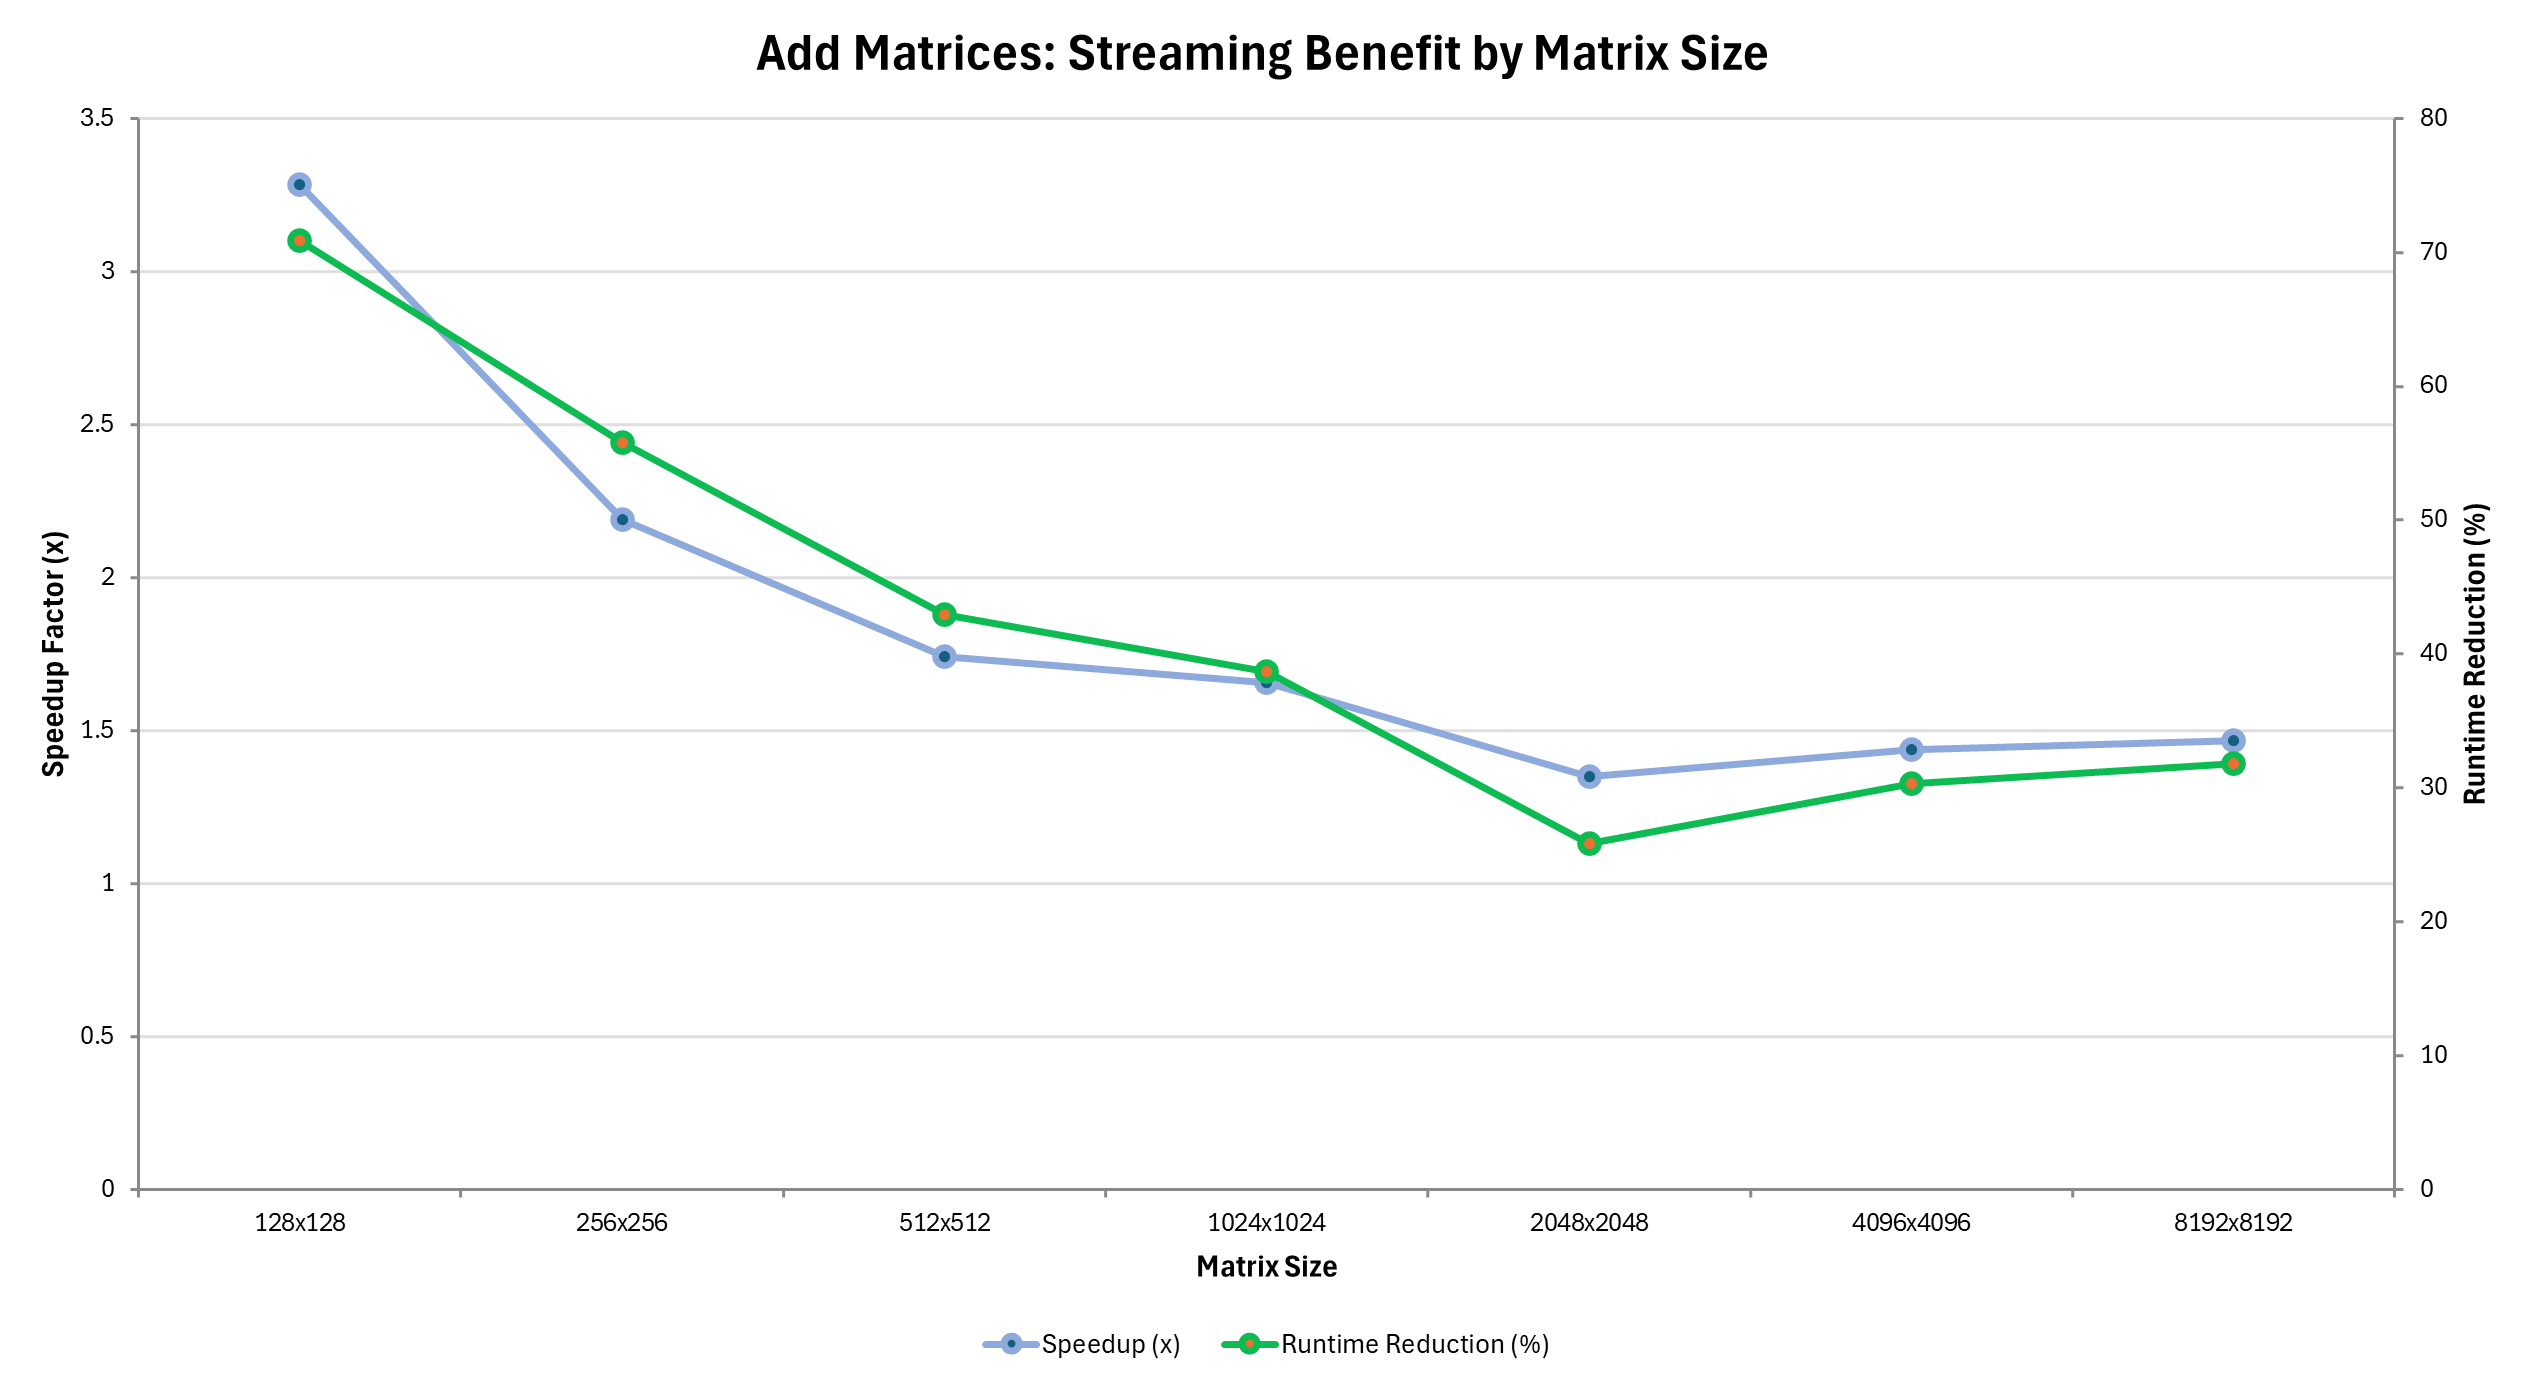 Add Matrices: Streaming Benefit by Matrix Size
3.5
3
2.5
2
1.5
1
0.5
0
Speedup Factor (x)
80
70
60
50
40
30
20
10
0
Runtime Reduction (%)
128x128 256x256 512x512 1024x1024 2048x2048 4096x4096 8192x8192
Matrix Size
Speedup (x) Runtime Reduction (%)